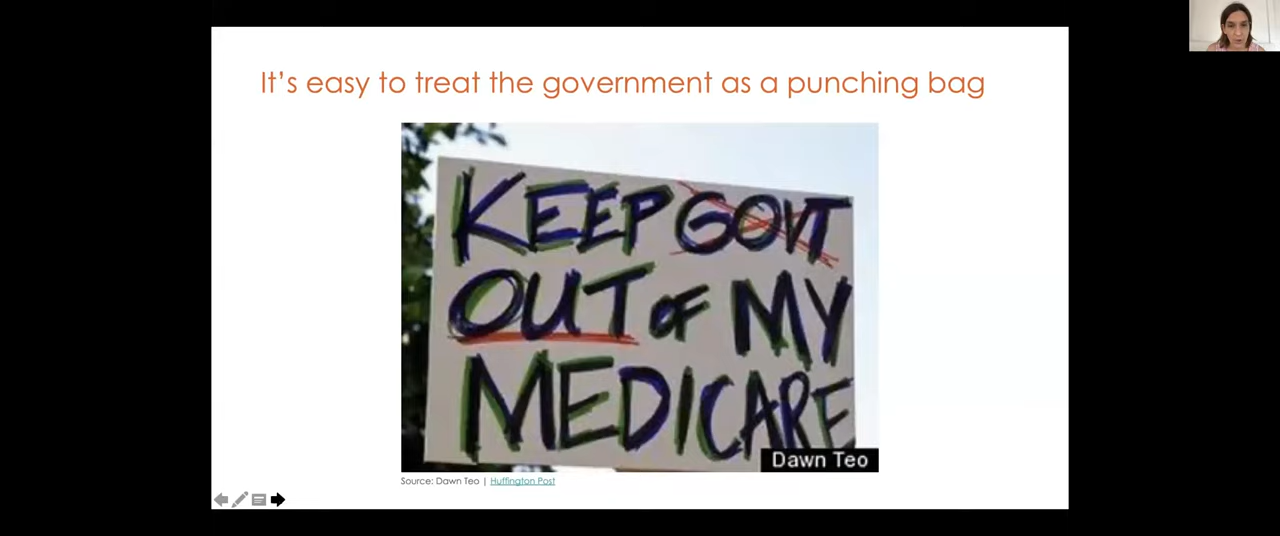 It's easy to treat the government as a punching bag
KEEP GOVT
OUT OF MY
MEDICARE
Dawn Teo
Source: Dawn Teo | Huffington Post